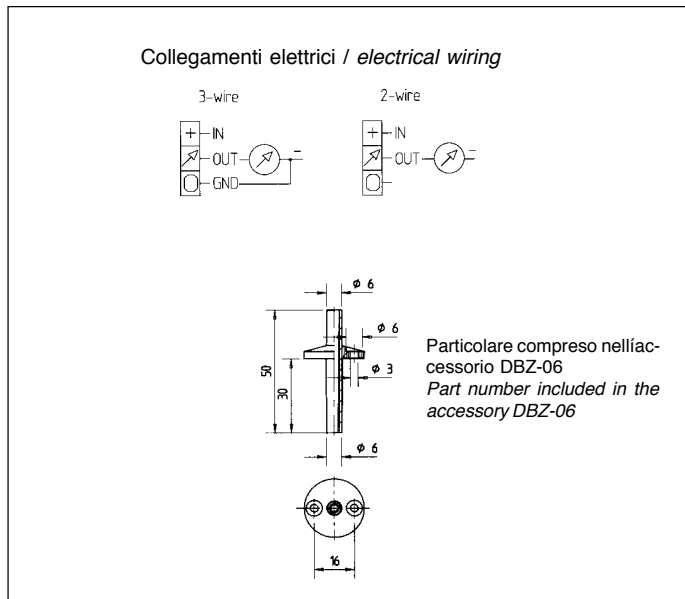 Collegamenti elettrici / electrical wiring
3-wire
+ IN
OUT
GND
2-wire
+ IN
OUT
ø 6
ø 6
ø 3
50
30
ø 6
16
Particolare compreso nellíac-
cessorio DBZ-06
Part number included in the
accessory DBZ-06